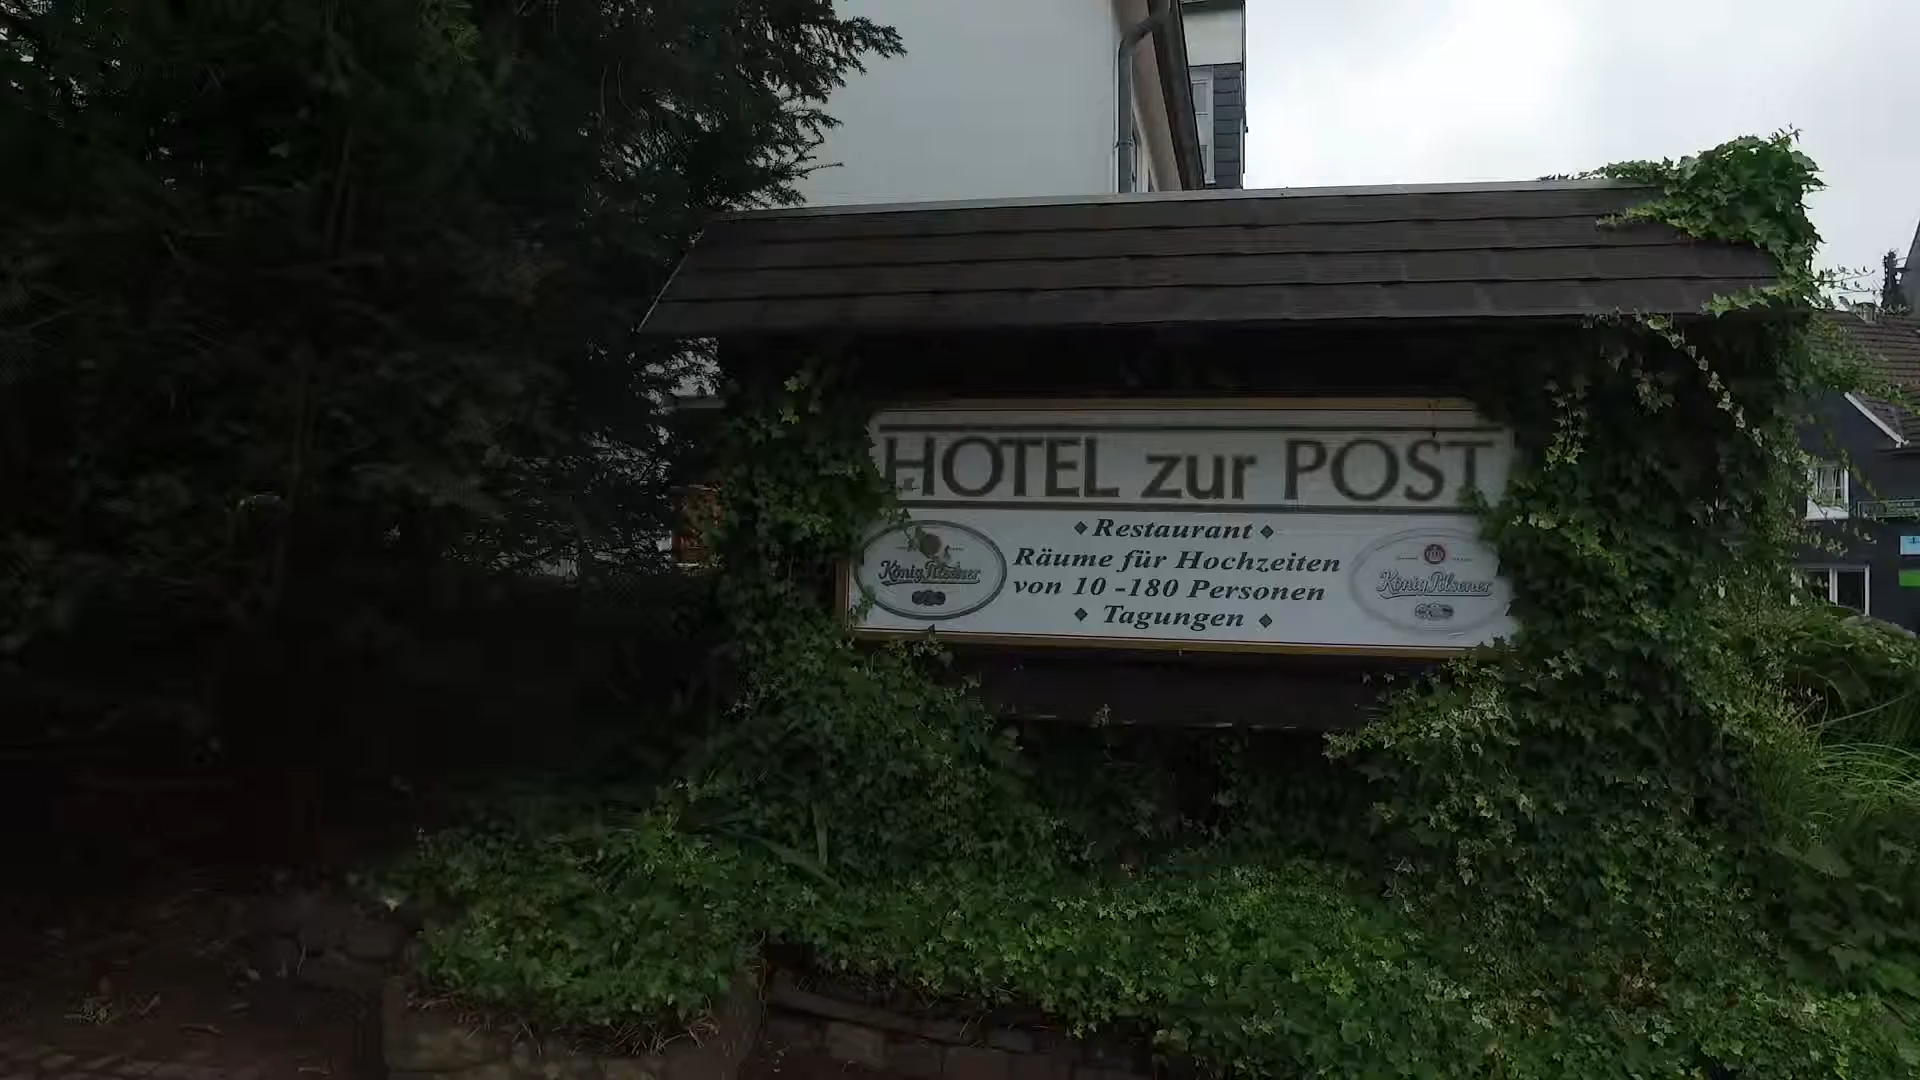 HOTEL zur POST
Restaurant
Räume für Hochzeiten
von 10 -180 Personen
Tagungen
König Pilsener
König Pilsener